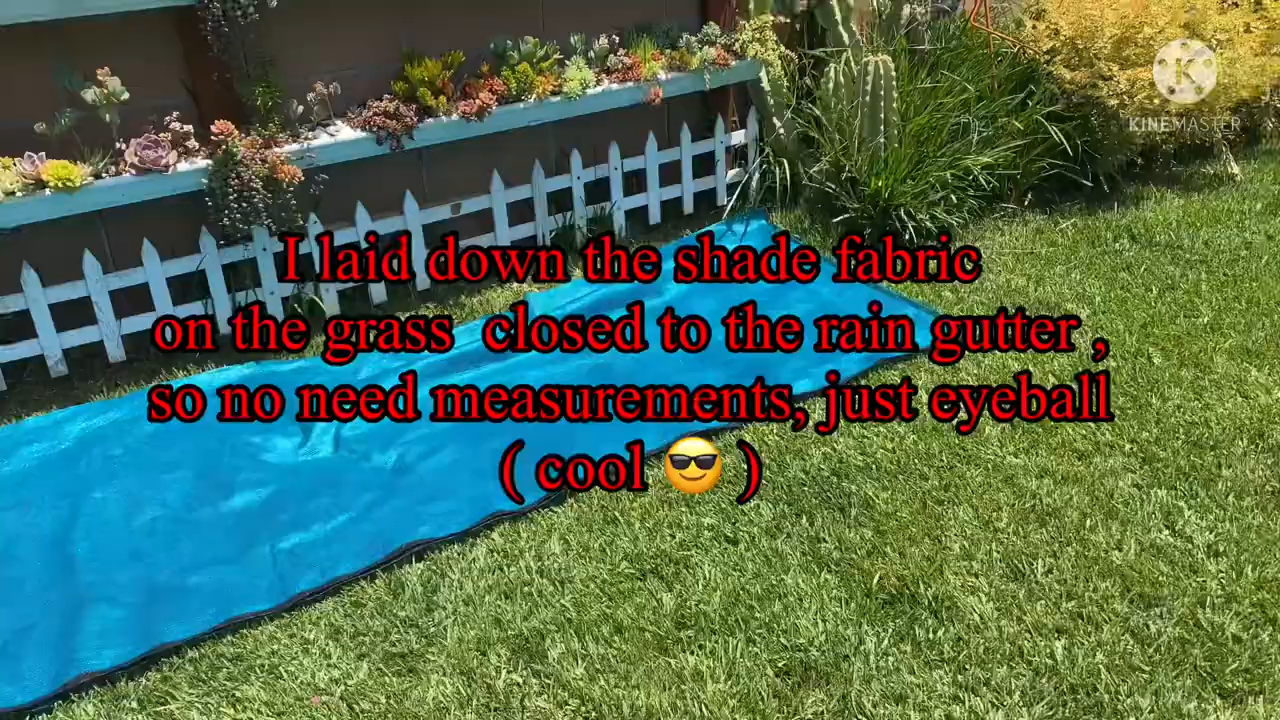 KINEMASTER
I laid down the shade fabric
on the grass  closed to the rain gutter ,
so no need measurements, just eyeball
( cool 😎 )